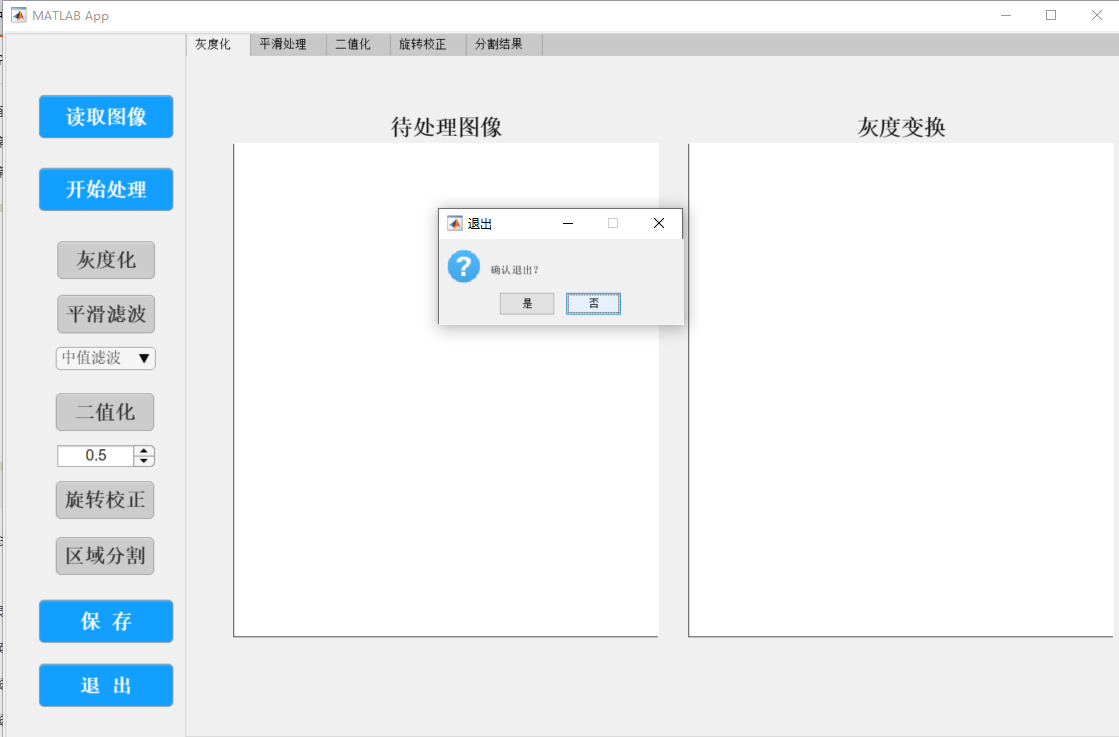 MATLAB App
灰度化
平滑处理
二值化
旋转校正
分割结果
读取图像
开始处理
灰度化
平滑滤波
中值滤波
二值化
0.5
旋转校正
区域分割
保 存
退 出
待处理图像
灰度变换
退出
确认退出?
是
否